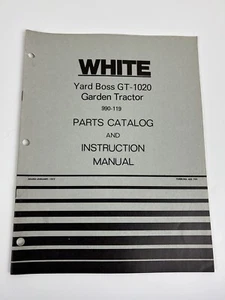 WHITE
Yard Boss GT-1020
Garden Tractor
990-119
PARTS CATALOG
AND
INSTRUCTION
MANUAL